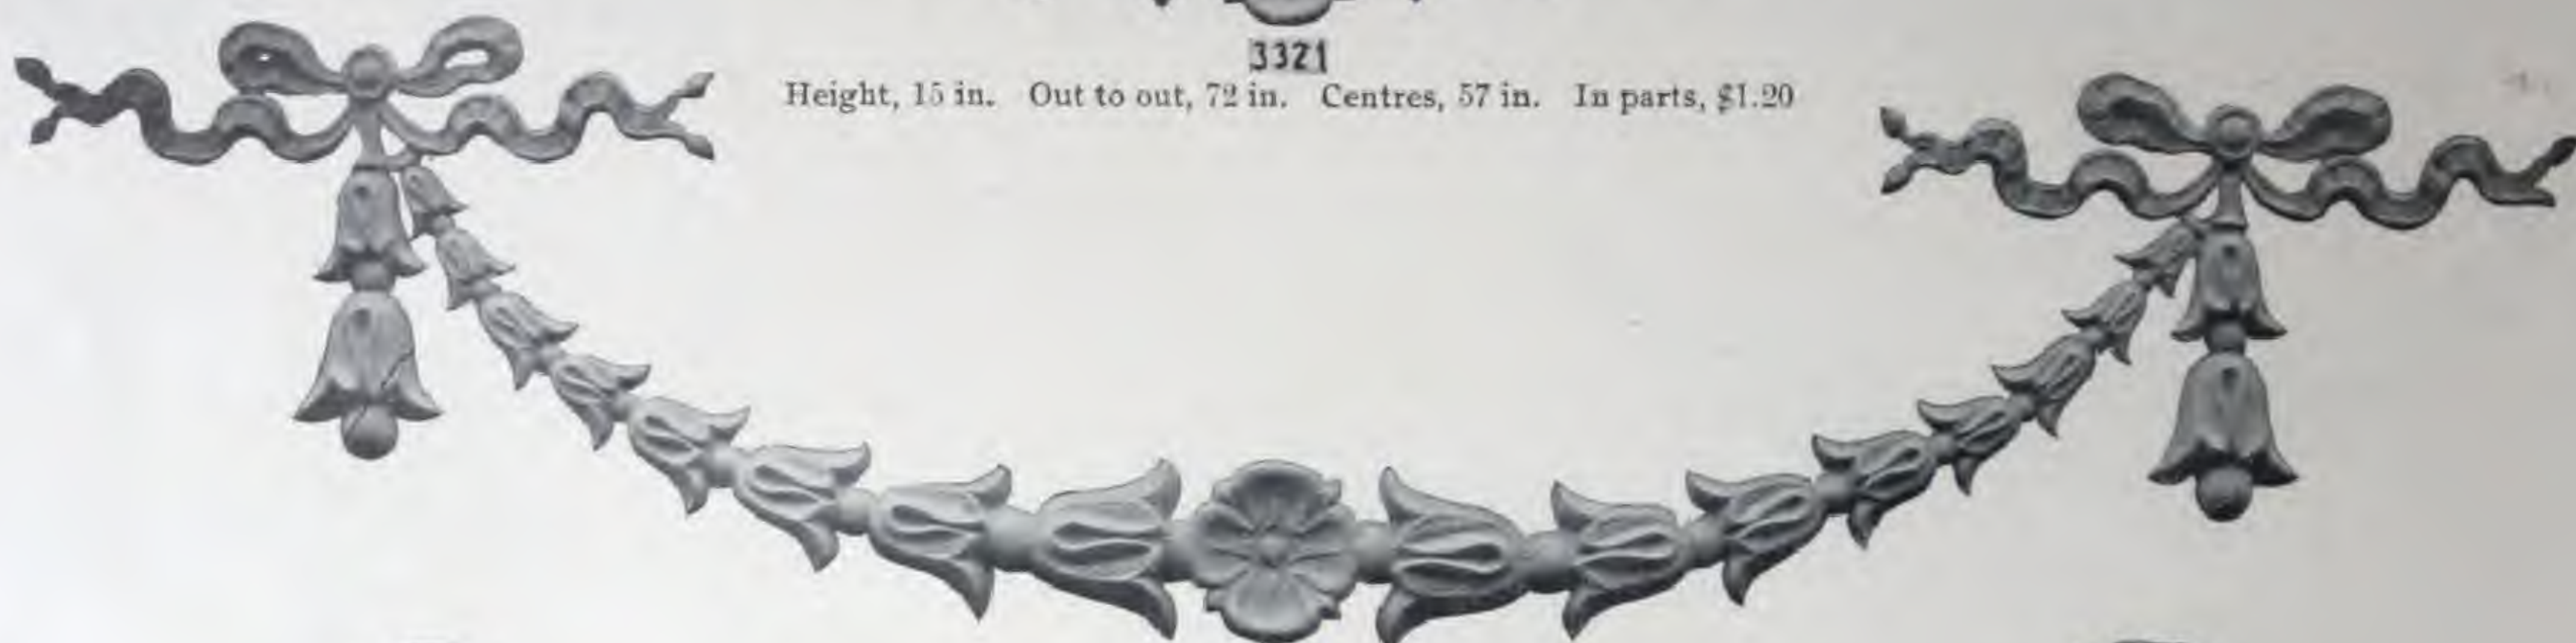 3321
Height, 15 in. Out to out, 72 in. Centres, 57 in. In parts, $1.20